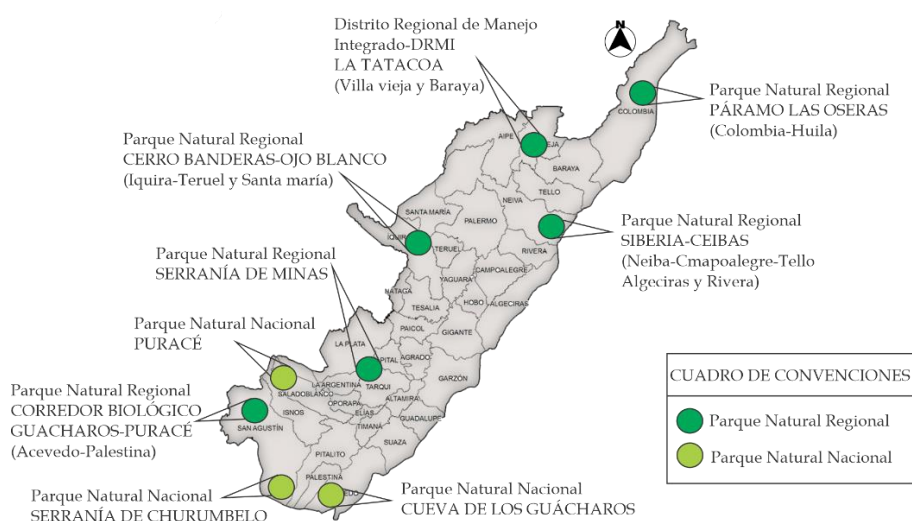 Distrito Regional de Manejo
Integrado-DRMI
LA TATACOA
(Villa vieja y Baraya)
N
Parque Natural Regional
PÁRAMO LAS OSERAS
(Colombia-Huila)
COLOMBIA
Parque Natural Regional
CERRO BANDERAS-OJO BLANCO
(Iquira-Teruel y Santa maría)
AIPE
EJA
BARAYA
TELLO
NEIVA
SANTA MARÍA
PALERMO
Parque Natural Regional
SIBERIA-CEIBAS
(Neiba-Cmapoalegre-Tello
Algeciras y Rivera)
IQUIR
TERUEL
RIVERA
Parque Natural Regional
SERRANÍA DE MINAS
CAMPOALEGRE
YAGUARA
NÁTAGA
TESALIA
HOBO
ALGECIRAS
Parque Natural Nacional
PURACÉ
PAICOL
GIGANTE
LA PLATA
PITAL
AGRADO
GARZÓN
Parque Natural Regional
CORREDOR BIOLÓGICO
GUACHAROS-PURACÉ
(Acevedo-Palestina)
LA ARGENTINA
TARQUI
SALADOBLANCO
OPORAPA
ALTAMIRA
ELÍAS
GUADALUPE
IGNOS
TIMANÁ
SAN AGUSTÍN
SUAZA
PITALITO
PALESTINA
EDO
Parque Natural Nacional
SERRANÍA DE CHURUMBELO
Parque Natural Nacional
CUEVA DE LOS GUÁCHAROS
CUADRO DE CONVENCIONES
Parque Natural Regional
Parque Natural Nacional